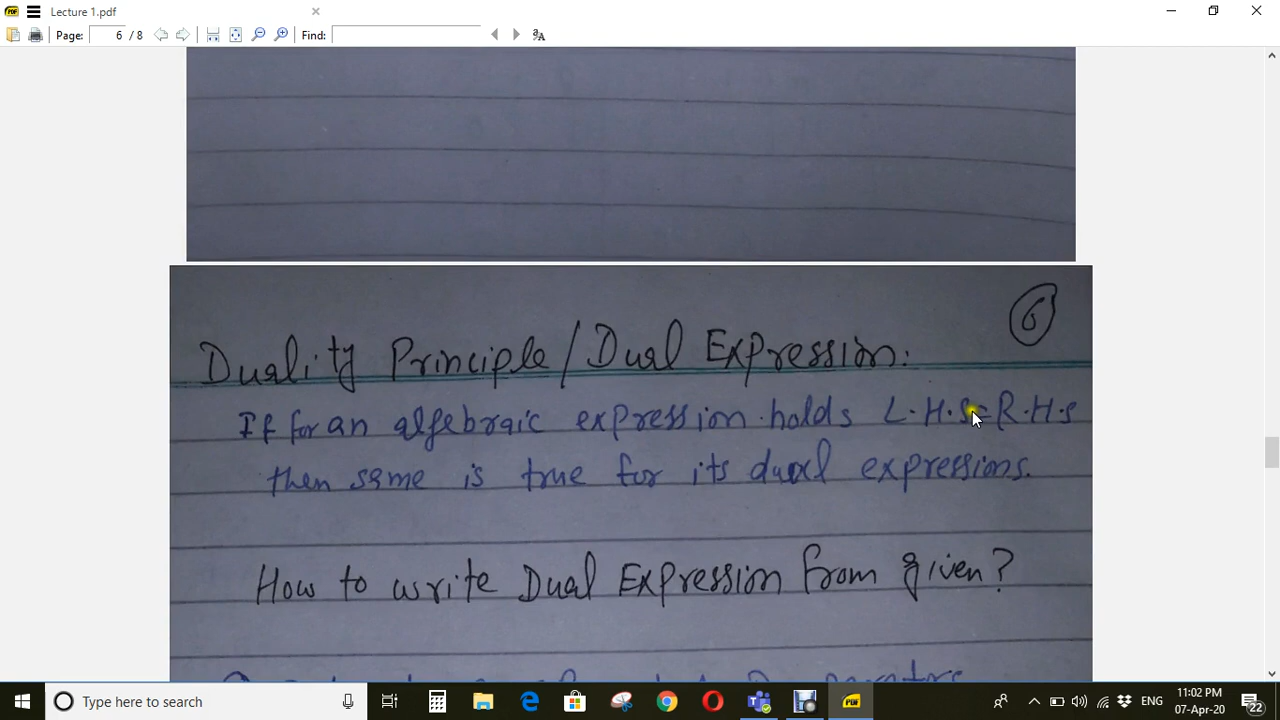 Lecture 1.pdf
Page: 6 / 8 Find:
6
Duality Principle / Dual Expression:
If for an algebraic expression holds L.H.S=R.H.S
then same is true for its dual expressions.
How to write Dual Expression from given?
Type here to search
ENG
11:02 PM
07-Apr-20
22